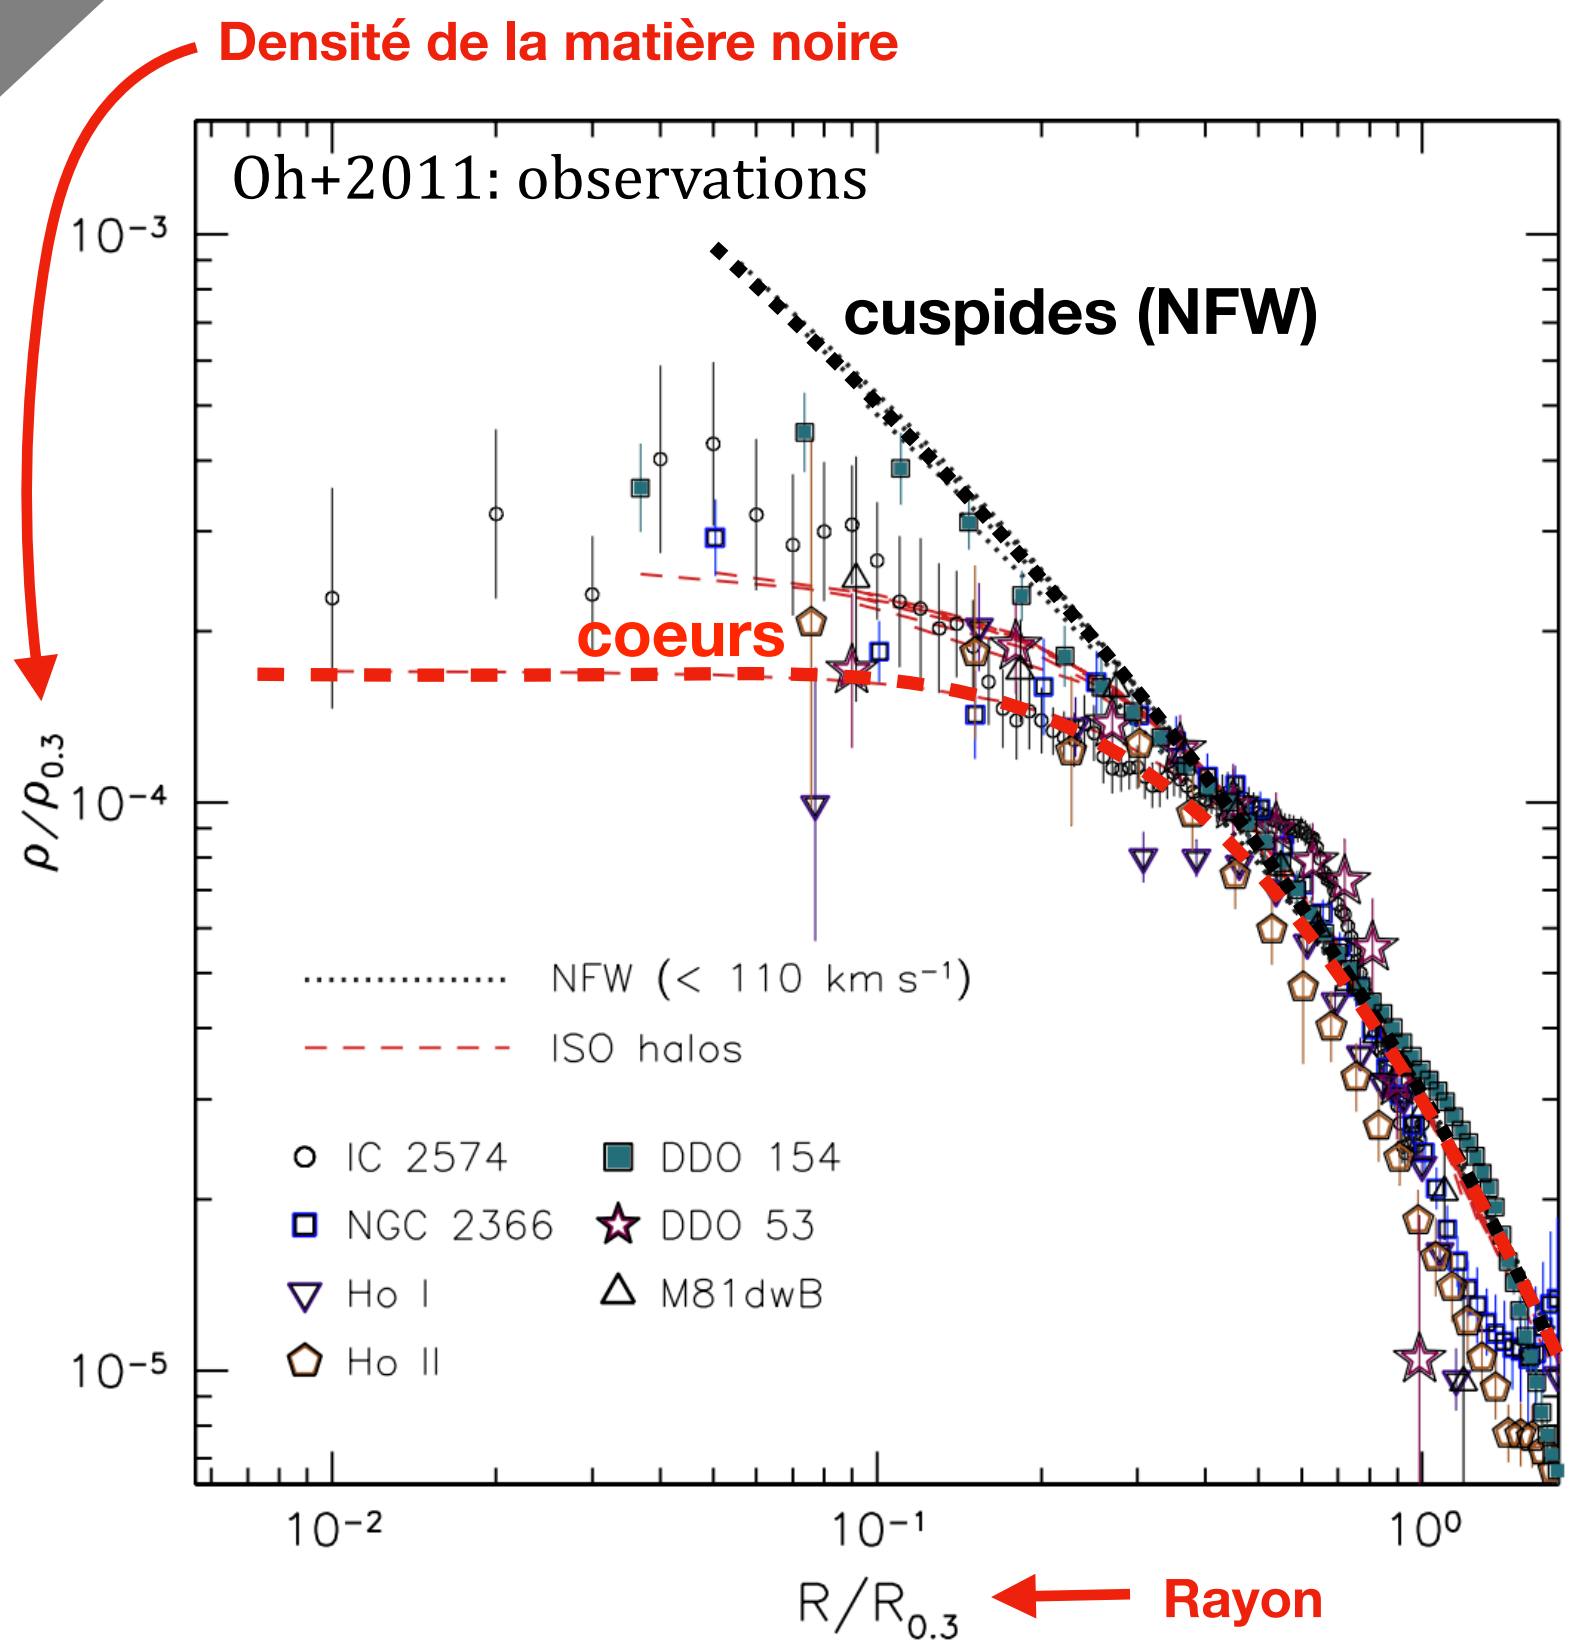 Densité de la matière noire
Oh+2011: observations
10⁻³
cuspides (NFW)
coeurs
ρ/ρ₀.₃
10⁻⁴
NFW (< 110 km s⁻¹)
ISO halos
IC 2574
DDO 154
NGC 2366
DDO 53
Ho I
M81dwB
Ho II
10⁻⁵
10⁻²
10⁻¹
10⁰
R/R₀.₃
Rayon